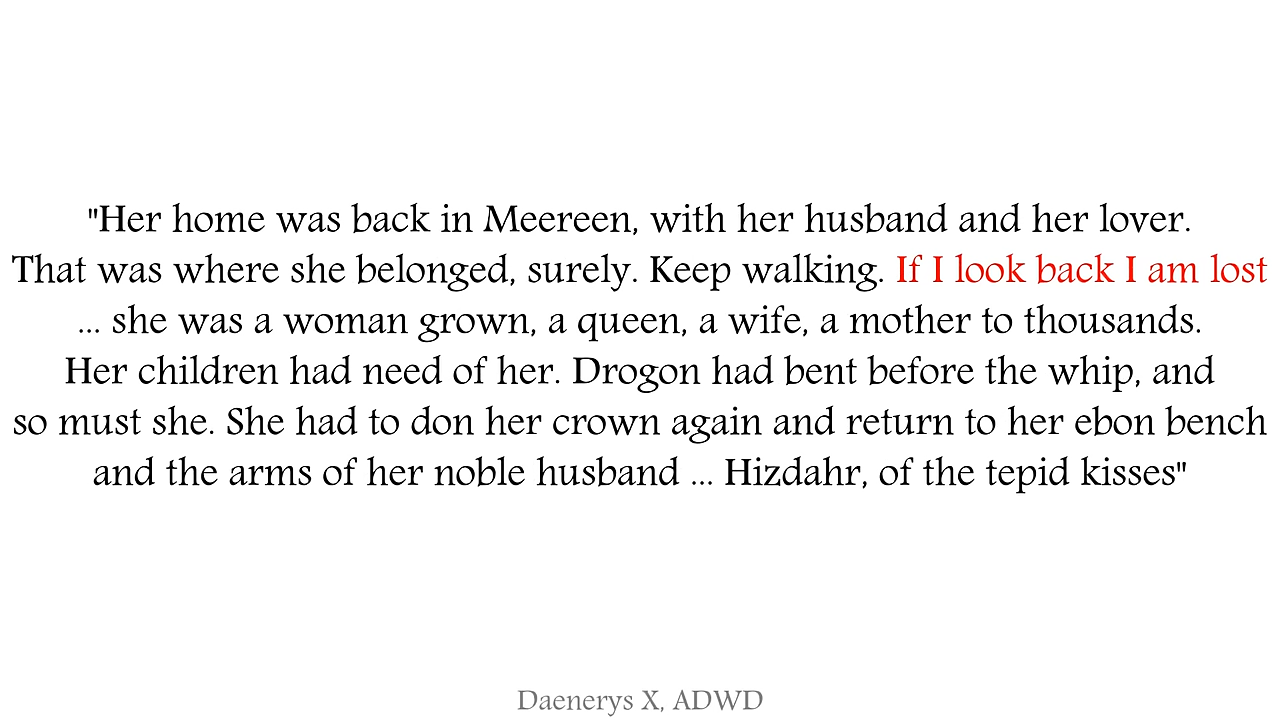 "Her home was back in Meereen, with her husband and her lover.
That was where she belonged, surely. Keep walking. If I look back I am lost
... she was a woman grown, a queen, a wife, a mother to thousands.
Her children had need of her. Drogon had bent before the whip, and
so must she. She had to don her crown again and return to her ebon bench
and the arms of her noble husband ... Hizdahr, of the tepid kisses"
Daenerys X, ADWD